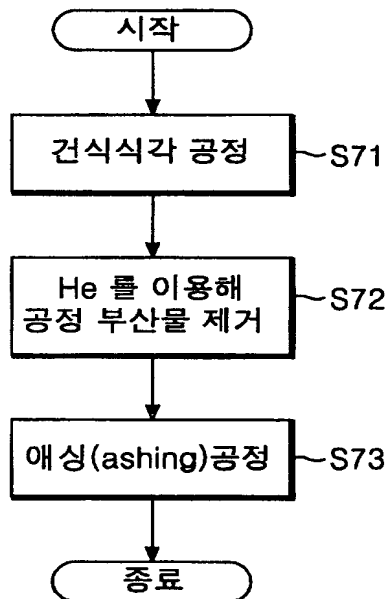 시작
건식식각 공정
S71
He 를 이용해
공정 부산물 제거
S72
애싱(ashing)공정
S73
종료